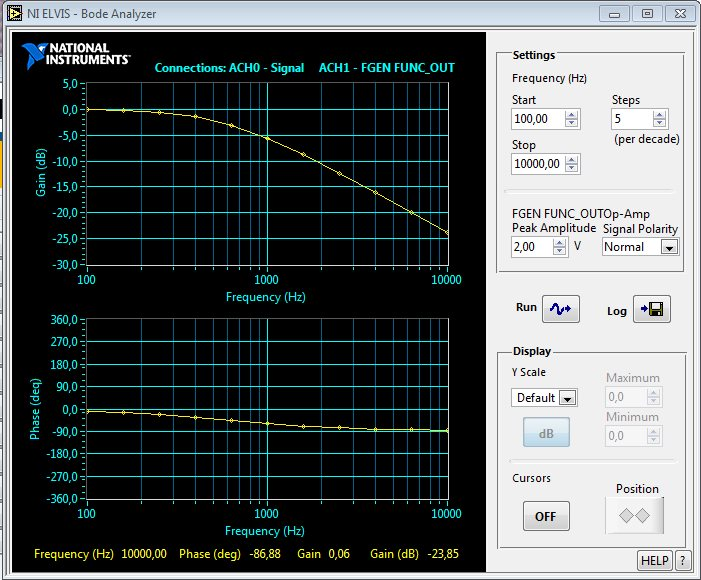 NI ELVIS - Bode Analyzer
NATIONAL
INSTRUMENTS™
Connections: ACH0 - Signal ACH1 - FGEN FUNC_OUT
5,0
0,0
-5,0
-10,0
-15,0
-20,0
-25,0
-30,0
Gain (dB)
100 1000 10000
Frequency (Hz)
360,0
270,0
180,0
90,0
0,0
-90,0
-180,0
-270,0
-360,0
Phase (deq)
100 1000 10000
Frequency (Hz)
Frequency (Hz) 10000,00 Phase (deg) -86,88 Gain 0,06 Gain (dB) -23,85
Settings
Frequency (Hz)
Start Steps
100,00 5
(per decade)
Stop
10000,00
FGEN FUNC_OUT Op-Amp
Peak Amplitude Signal Polarity
2,00 V Normal
Run Log
Display
Y Scale Maximum
Default 0,0
Minimum
dB 0,0
Cursors Position
OFF
HELP ?